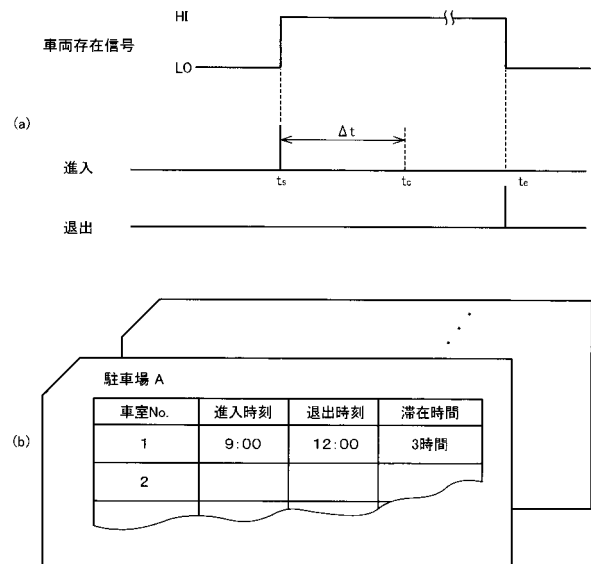 HI
車両存在信号
LO
(a)
Δt
進入
ts tc te
退出
駐車場 A
車室No. 進入時刻 退出時刻 滞在時間
(b)
1 9:00 12:00 3時間
2